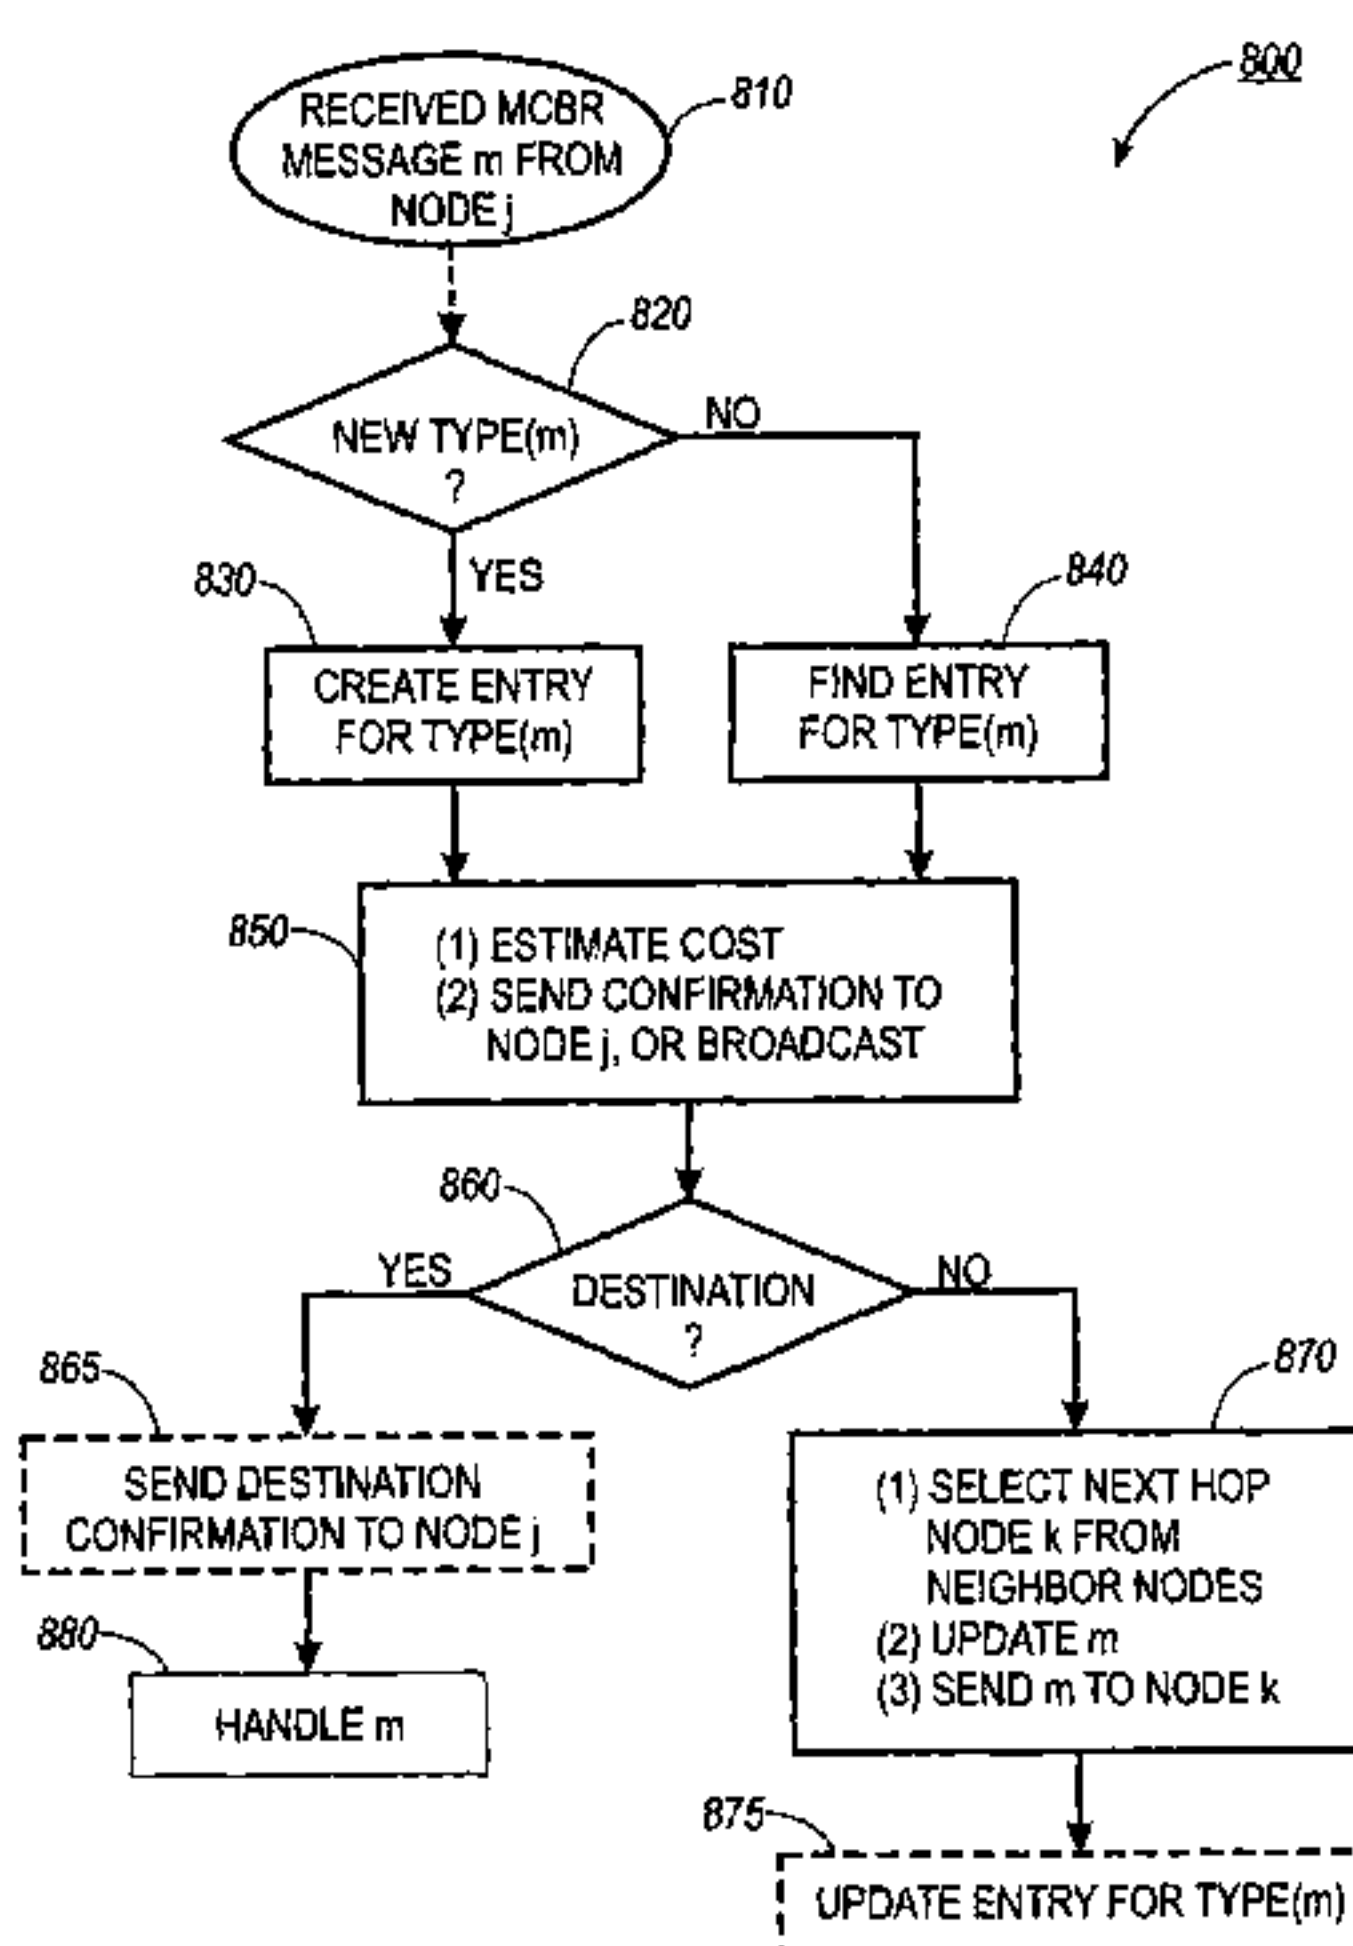 800
810
RECEIVED MCBR
MESSAGE m FROM
NODE j
820
NEW TYPE(m)
?
NO
YES
830
CREATE ENTRY
FOR TYPE(m)
840
FIND ENTRY
FOR TYPE(m)
850
(1) ESTIMATE COST
(2) SEND CONFIRMATION TO
NODE j, OR BROADCAST
860
DESTINATION
?
YES
NO
865
SEND DESTINATION
CONFIRMATION TO NODE j
870
(1) SELECT NEXT HOP
NODE k FROM
NEIGHBOR NODES
(2) UPDATE m
(3) SEND m TO NODE k
880
HANDLE m
875
UPDATE ENTRY FOR TYPE(m)